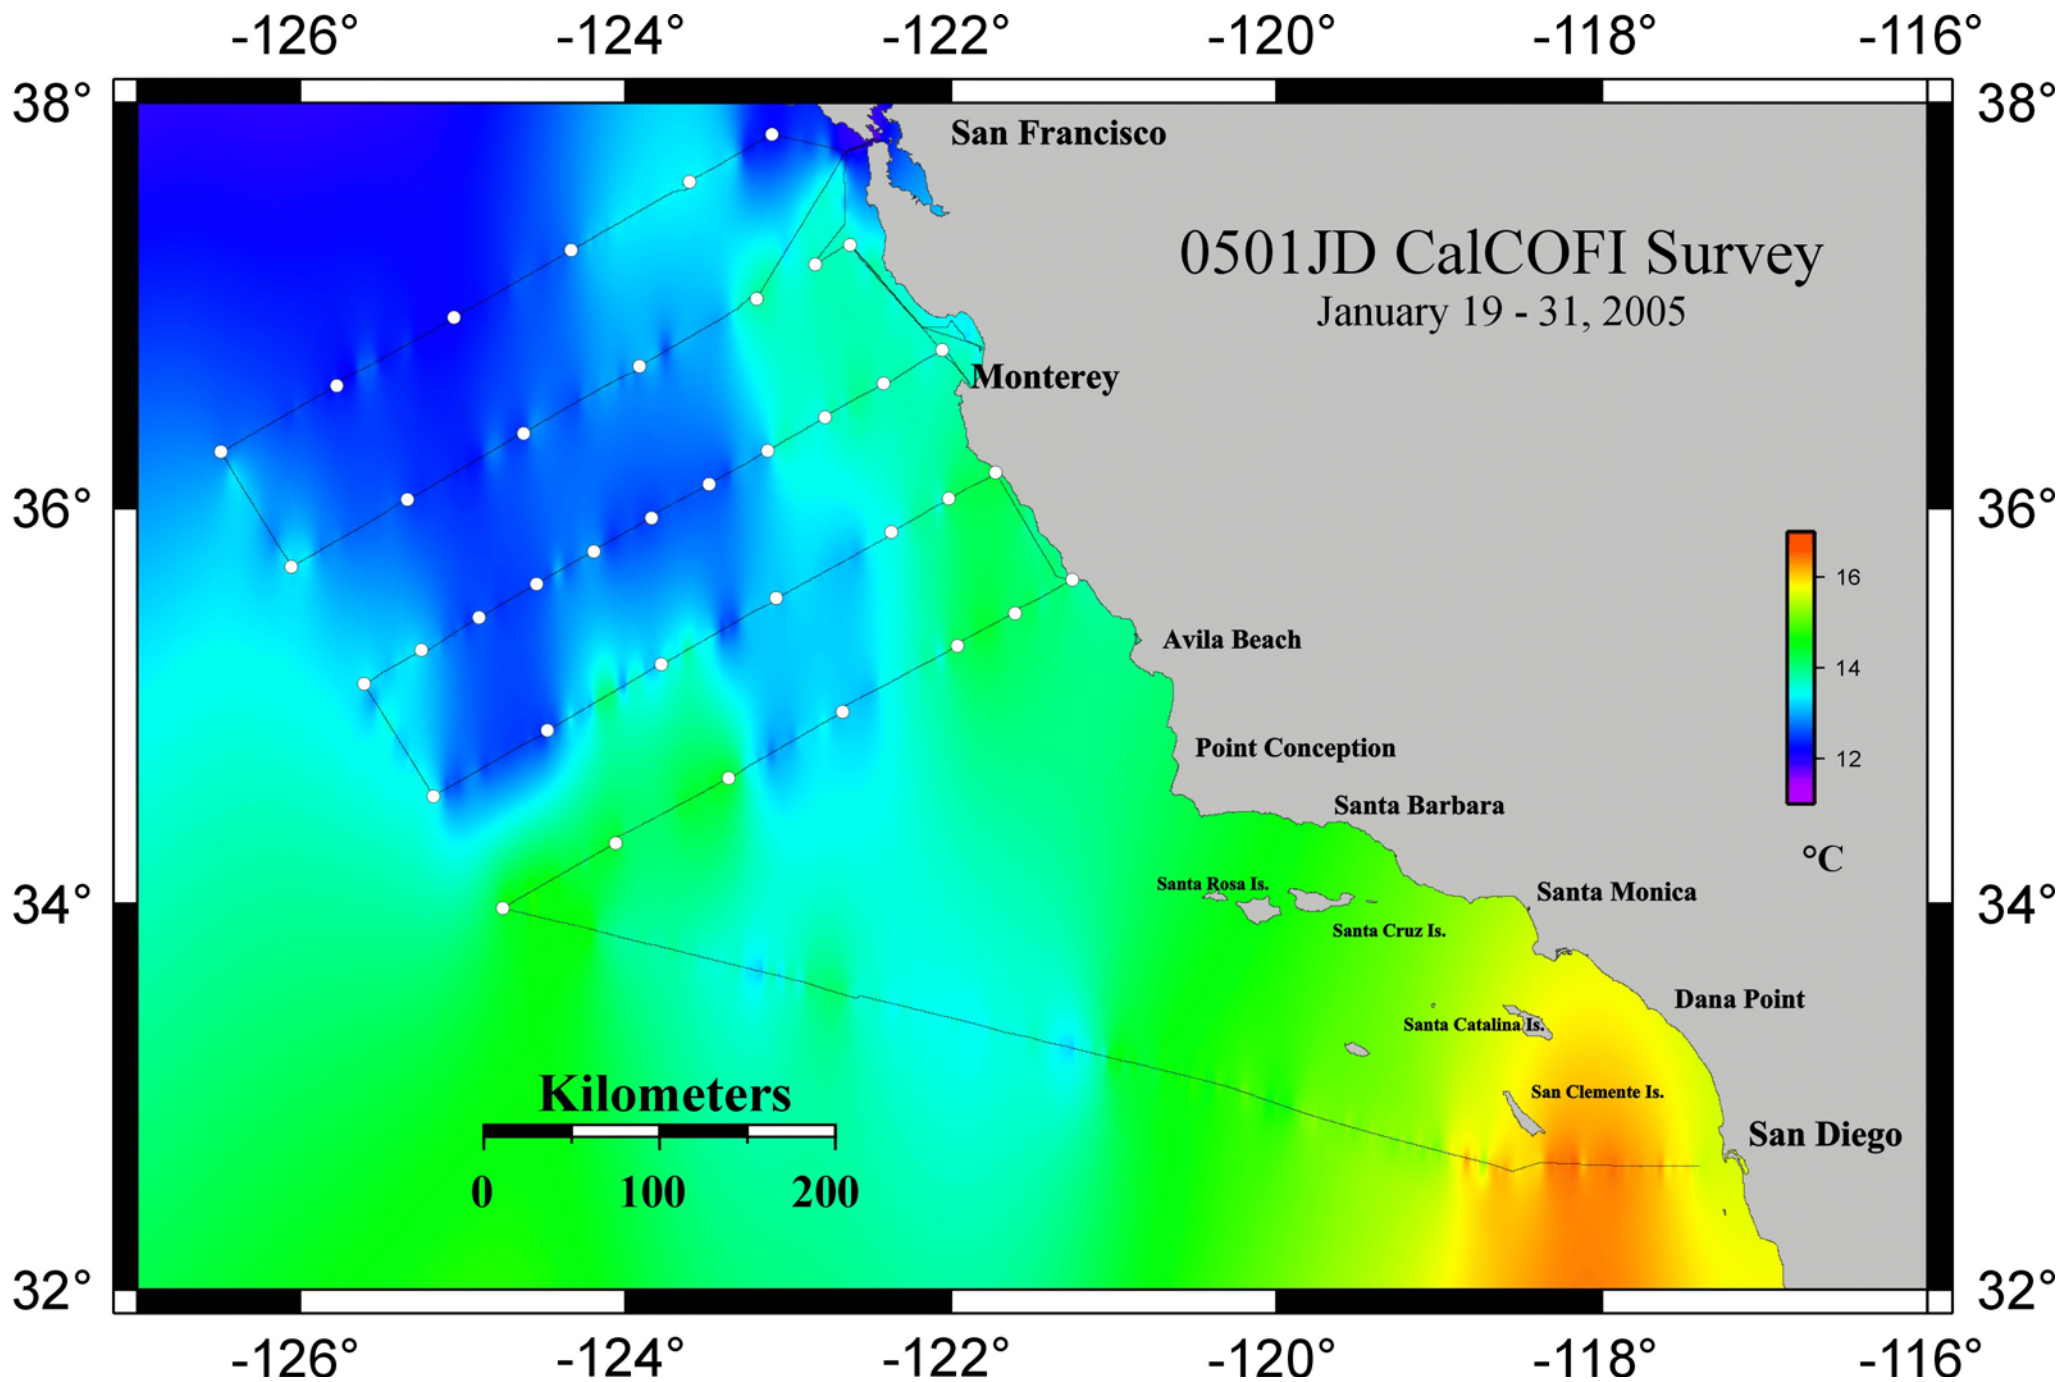 -126° -124° -122° -120° -118° -116°
38° 38°
San Francisco
0501JD CalCOFI Survey
January 19 - 31, 2005
Monterey
36° 36°
16
Avila Beach
14
Point Conception
12
Santa Barbara
°C
Santa Rosa Is.
Santa Monica
34° 34°
Santa Cruz Is.
Dana Point
Santa Catalina Is.
Kilometers
San Clemente Is.
San Diego
0 100 200
32° 32°
-126° -124° -122° -120° -118° -116°